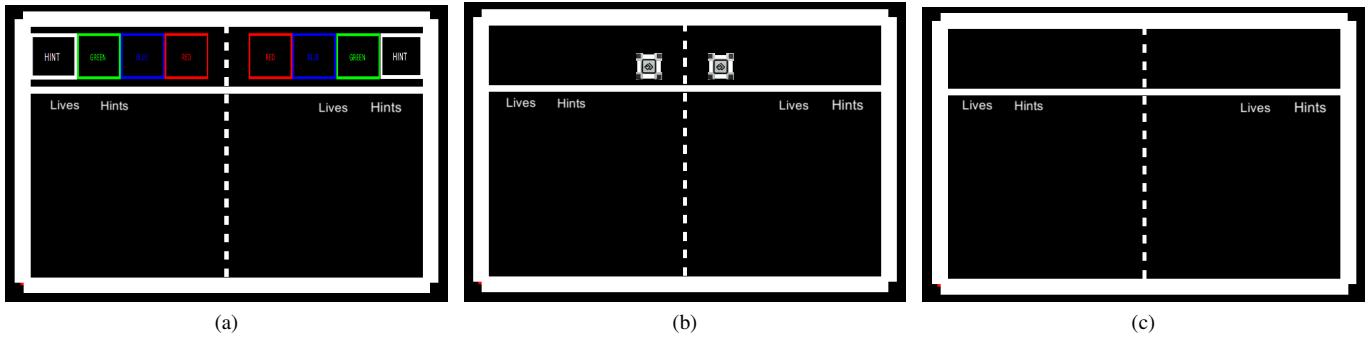 HINT GREEN BLUE RED RED BLUE GREEN HINT
Lives Hints Lives Hints
Lives Hints Lives Hints
Lives Hints Lives Hints
(a) (b) (c)